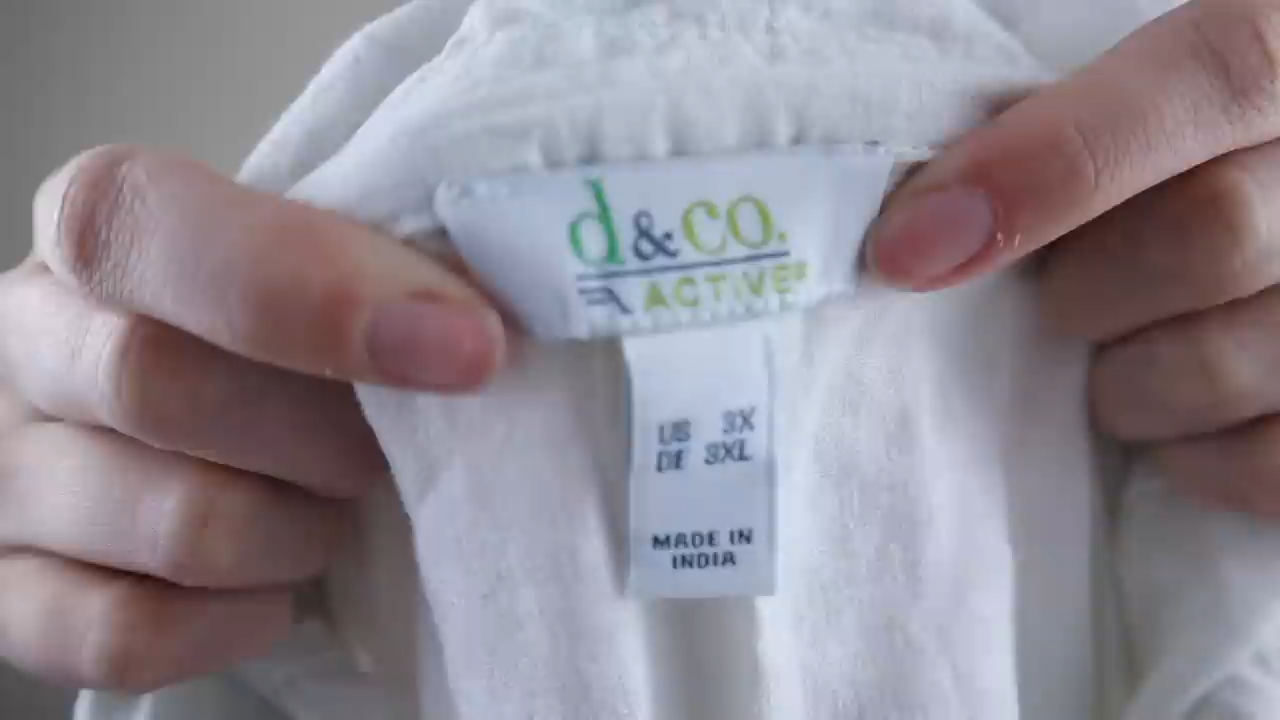 d&co.
ACTIVE®
US 3X
DE 3XL
MADE IN
INDIA